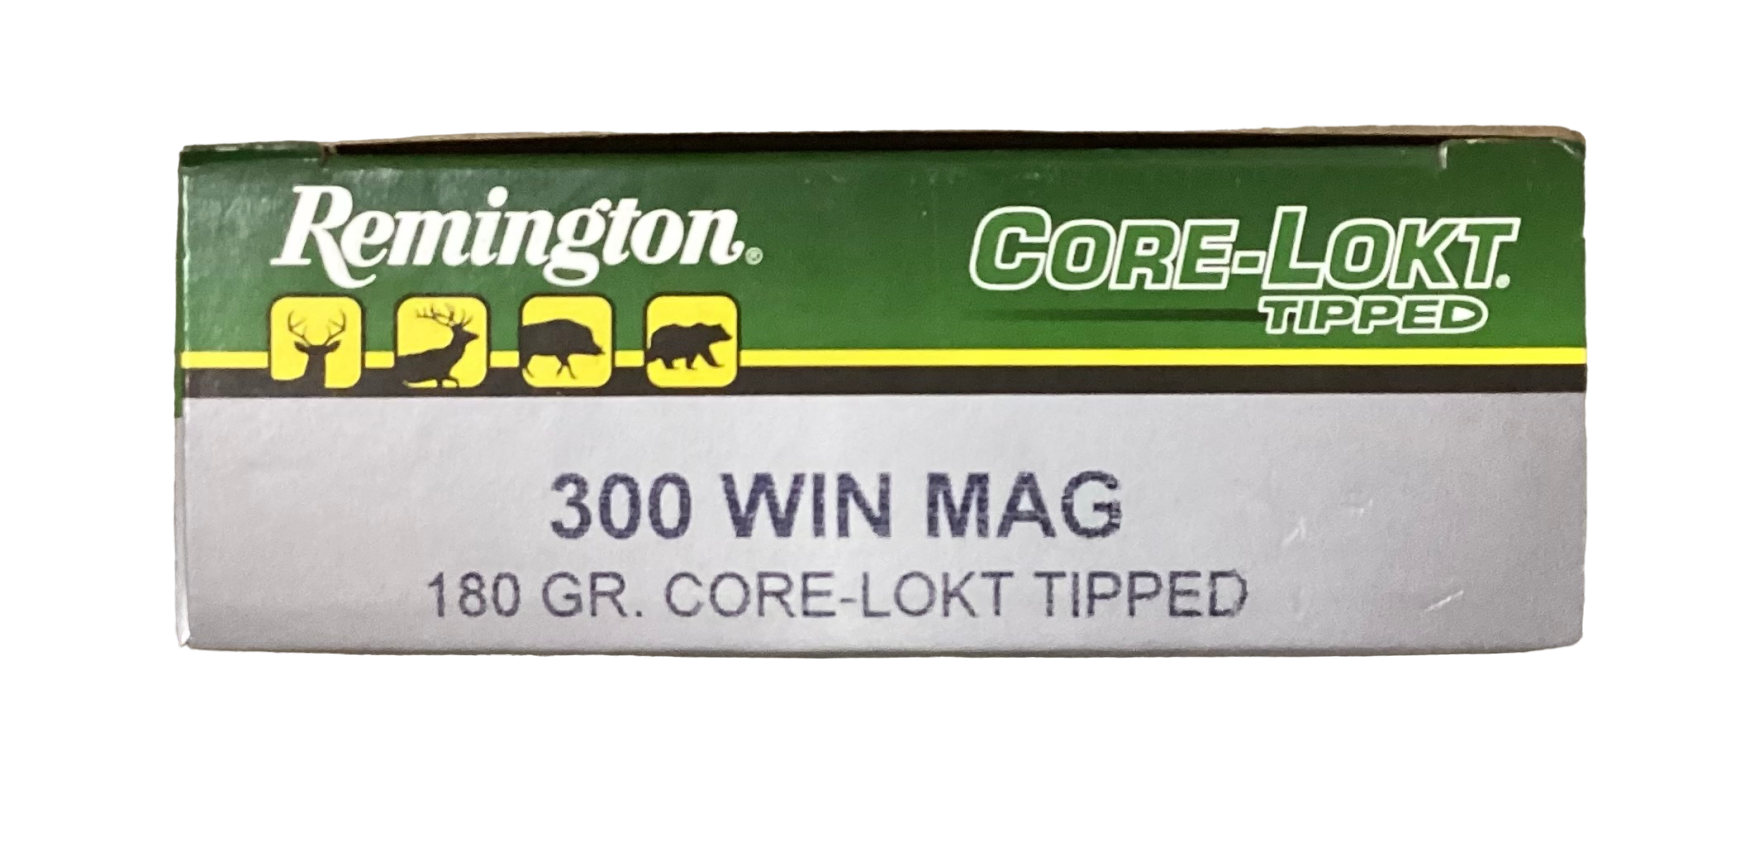 Remington®
CORE-LOKT.
TIPPED
300 WIN MAG
180 GR. CORE-LOKT TIPPED